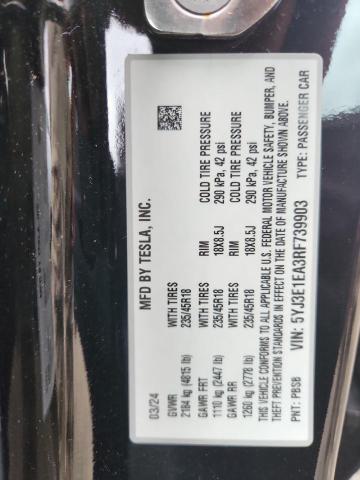 MFD BY TESLA, INC.
03/24
GVWR WITH TIRES RIM COLD TIRE PRESSURE
2184 kg (4815 lb) 235/45R18 18X8.5J 290 kPa, 42 psi
GAWR FRT WITH TIRES RIM COLD TIRE PRESSURE
1110 kg (2447 lb) 235/45R18 18X8.5J 290 kPa, 42 psi
GAWR RR
1260 kg (2778 lb)
THIS VEHICLE CONFORMS TO ALL APPLICABLE U.S. FEDERAL MOTOR VEHICLE SAFETY, BUMPER, AND
THEFT PREVENTION STANDARDS IN EFFECT ON THE DATE OF MANUFACTURE SHOWN ABOVE.
VIN: 5YJ3E1EA3RF739903
PNT: PBSB TYPE: PASSENGER CAR